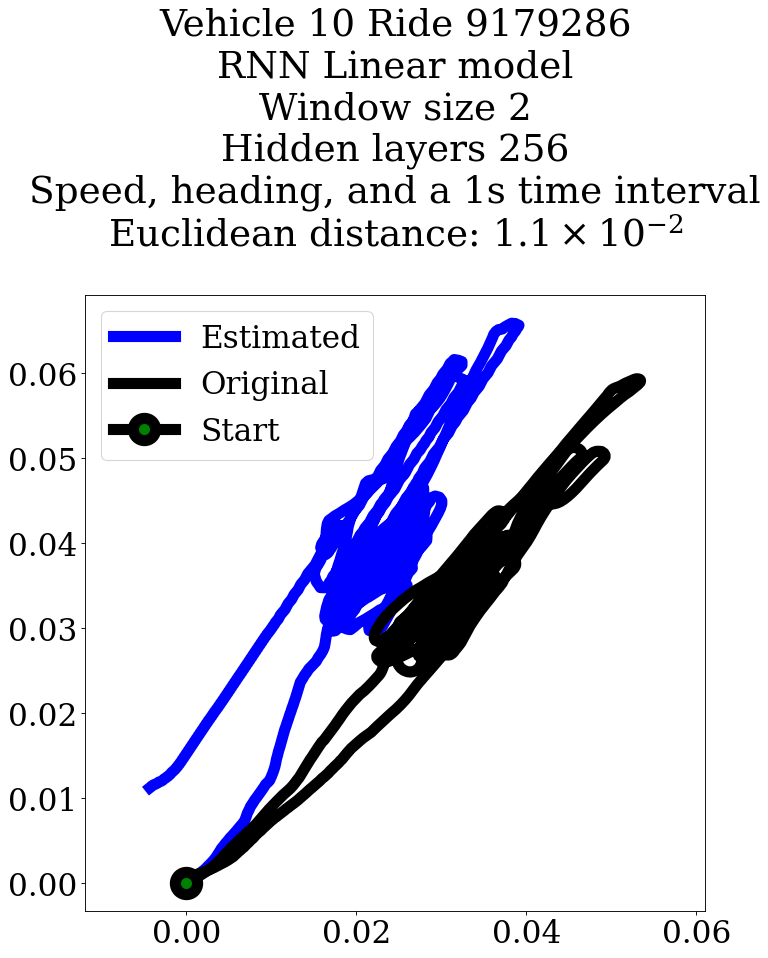 Vehicle 10 Ride 9179286
RNN Linear model
Window size 2
Hidden layers 256
Speed, heading, and a 1s time interval
Euclidean distance: 1.1 × 10⁻²
Estimated
Original
Start
0.06
0.05
0.04
0.03
0.02
0.01
0.00
0.00 0.02 0.04 0.06